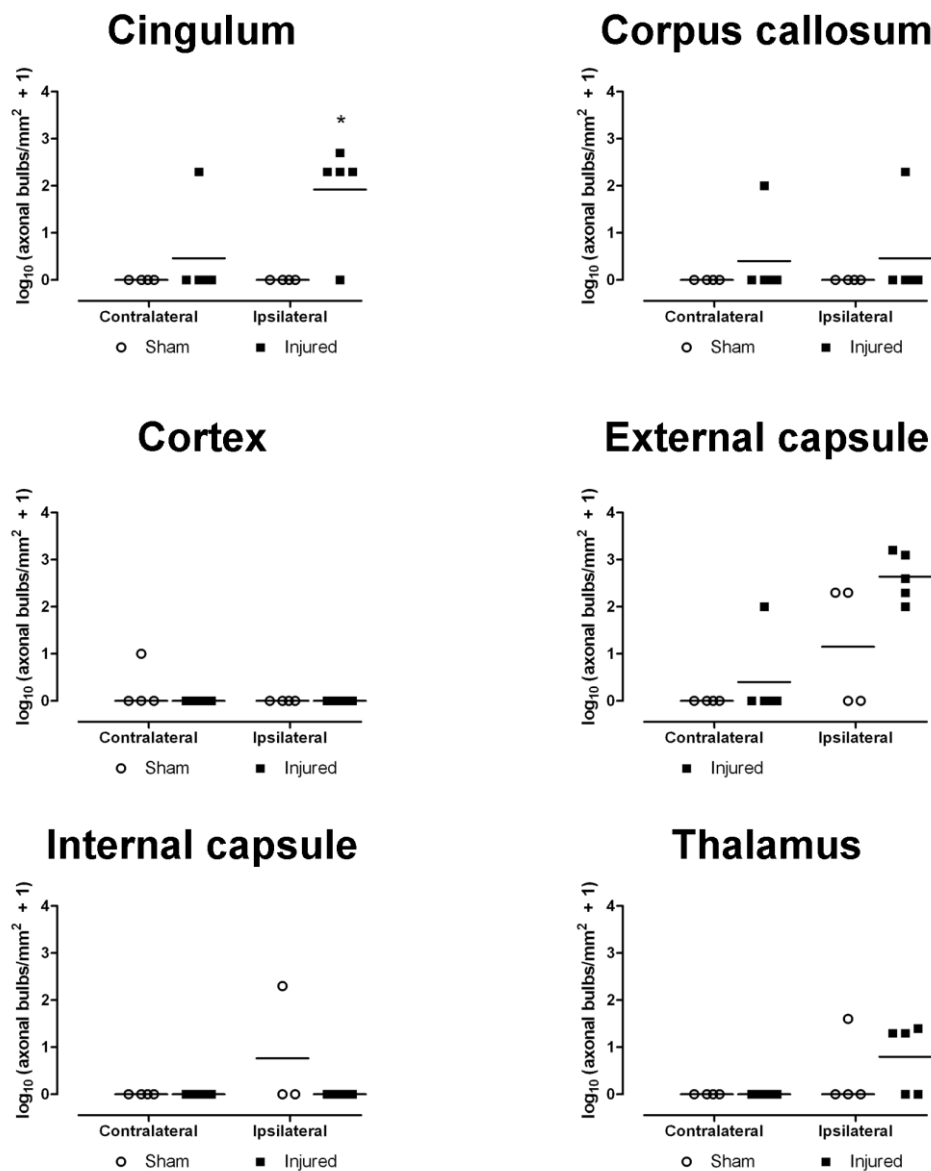 Cingulum
log10 (axonal bulbs/mm² + 1)
4
3
2
1
0
*
Contralateral Ipsilateral
Sham Injured
Corpus callosum
log10 (axonal bulbs/mm² + 1)
4
3
2
1
0
Contralateral Ipsilateral
Sham Injured
Cortex
log10 (axonal bulbs/mm² + 1)
4
3
2
1
0
Contralateral Ipsilateral
Sham Injured
External capsule
log10 (axonal bulbs/mm² + 1)
4
3
2
1
0
Contralateral Ipsilateral
Injured
Internal capsule
log10 (axonal bulbs/mm² + 1)
4
3
2
1
0
Contralateral Ipsilateral
Sham Injured
Thalamus
log10 (axonal bulbs/mm² + 1)
4
3
2
1
0
Contralateral Ipsilateral
Sham Injured